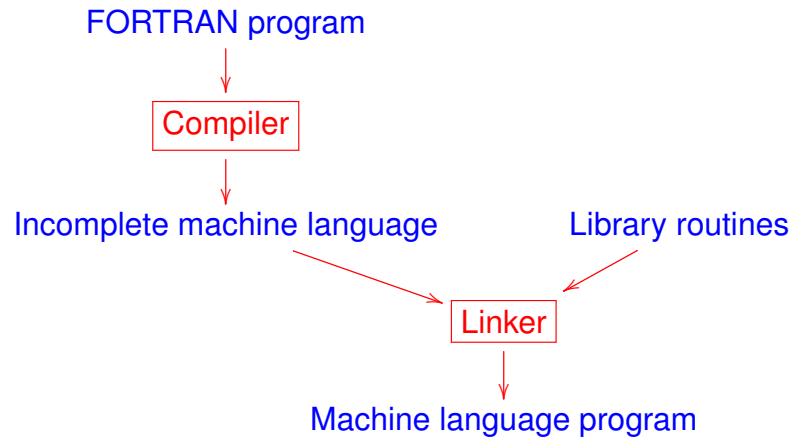 FORTRAN program
Compiler
Incomplete machine language
Library routines
Linker
Machine language program